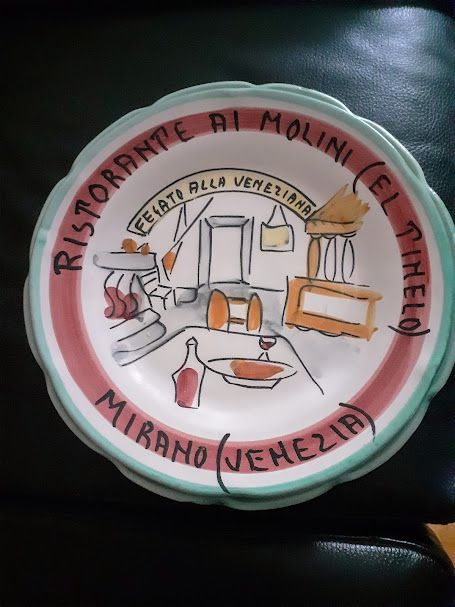 RISTORANTE AI MOLINI (EL TINELO)
FEGATO ALLA VENEZIANA
MIRANO (VENEZIA)